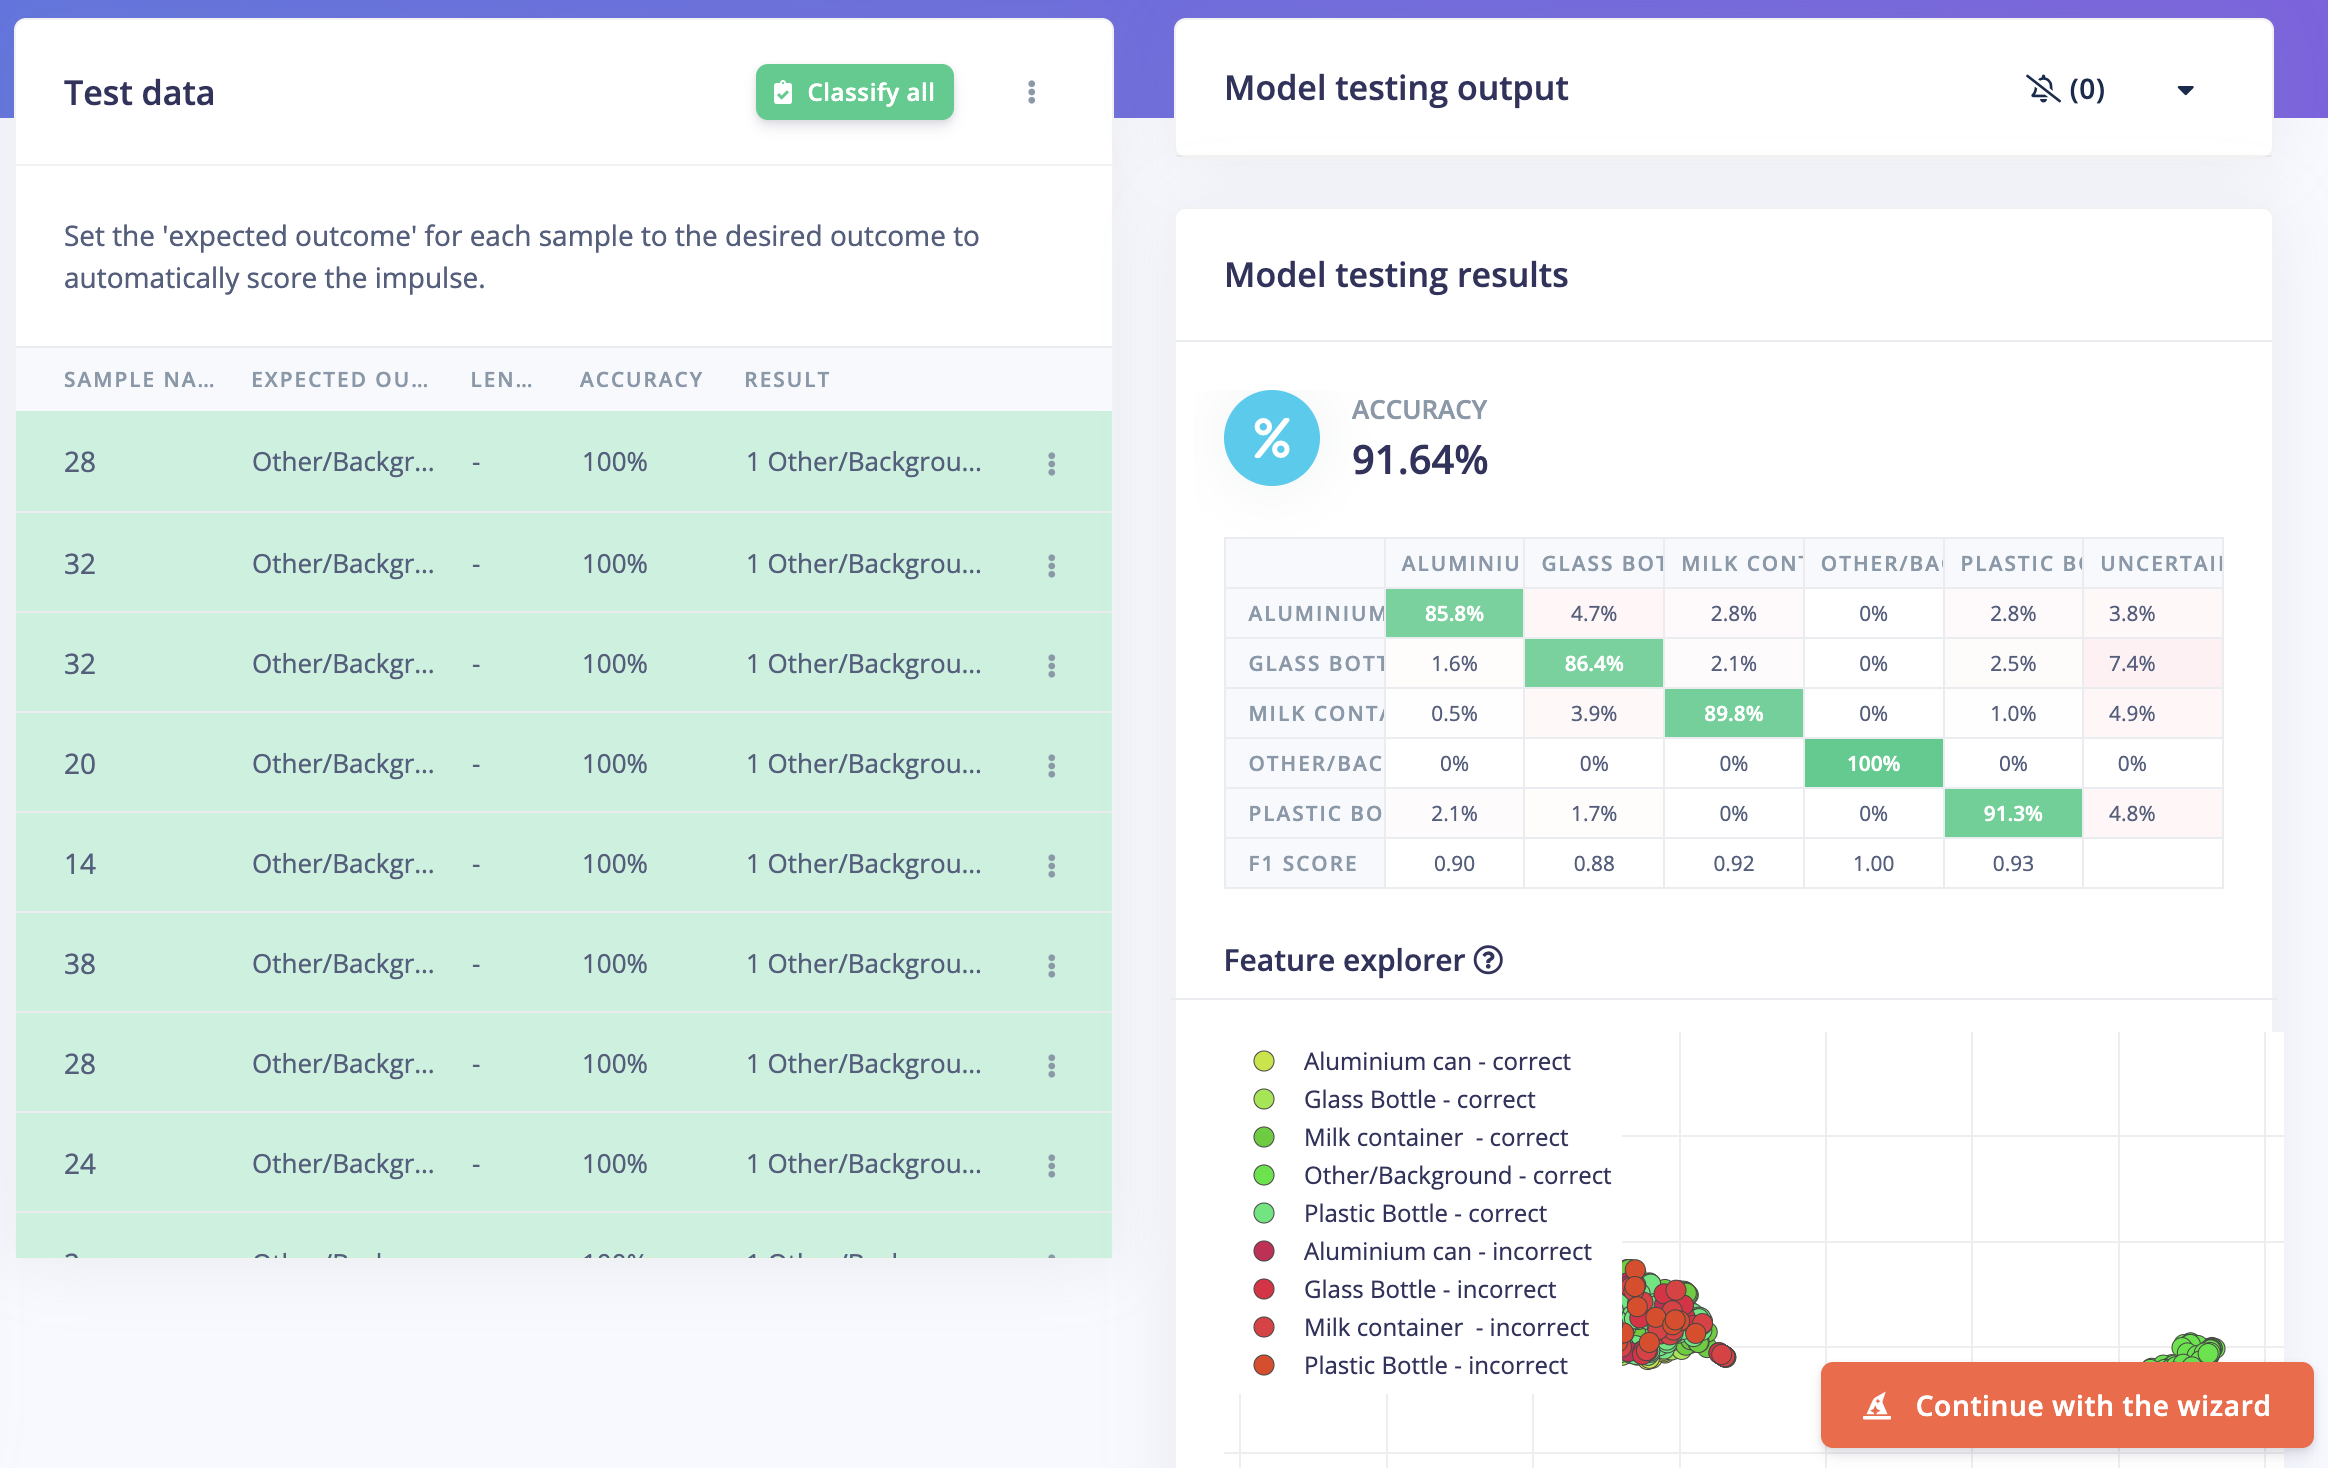 Test data
Classify all
Set the 'expected outcome' for each sample to the desired outcome to
automatically score the impulse.
SAMPLE NA... EXPECTED OU... LEN... ACCURACY RESULT
28 Other/Backgr... - 100% 1 Other/Backgrou...
32 Other/Backgr... - 100% 1 Other/Backgrou...
32 Other/Backgr... - 100% 1 Other/Backgrou...
20 Other/Backgr... - 100% 1 Other/Backgrou...
14 Other/Backgr... - 100% 1 Other/Backgrou...
38 Other/Backgr... - 100% 1 Other/Backgrou...
28 Other/Backgr... - 100% 1 Other/Backgrou...
24 Other/Backgr... - 100% 1 Other/Backgrou...
Model testing output
(0)
Model testing results
%
ACCURACY
91.64%
ALUMINIU GLASS BOT MILK CONT OTHER/BA PLASTIC B UNCERTAI
ALUMINIUM 85.8% 4.7% 2.8% 0% 2.8% 3.8%
GLASS BOTT 1.6% 86.4% 2.1% 0% 2.5% 7.4%
MILK CONT 0.5% 3.9% 89.8% 0% 1.0% 4.9%
OTHER/BAC 0% 0% 0% 100% 0% 0%
PLASTIC BO 2.1% 1.7% 0% 0% 91.3% 4.8%
F1 SCORE 0.90 0.88 0.92 1.00 0.93
Feature explorer ?
Aluminium can - correct
Glass Bottle - correct
Milk container - correct
Other/Background - correct
Plastic Bottle - correct
Aluminium can - incorrect
Glass Bottle - incorrect
Milk container - incorrect
Plastic Bottle - incorrect
Continue with the wizard